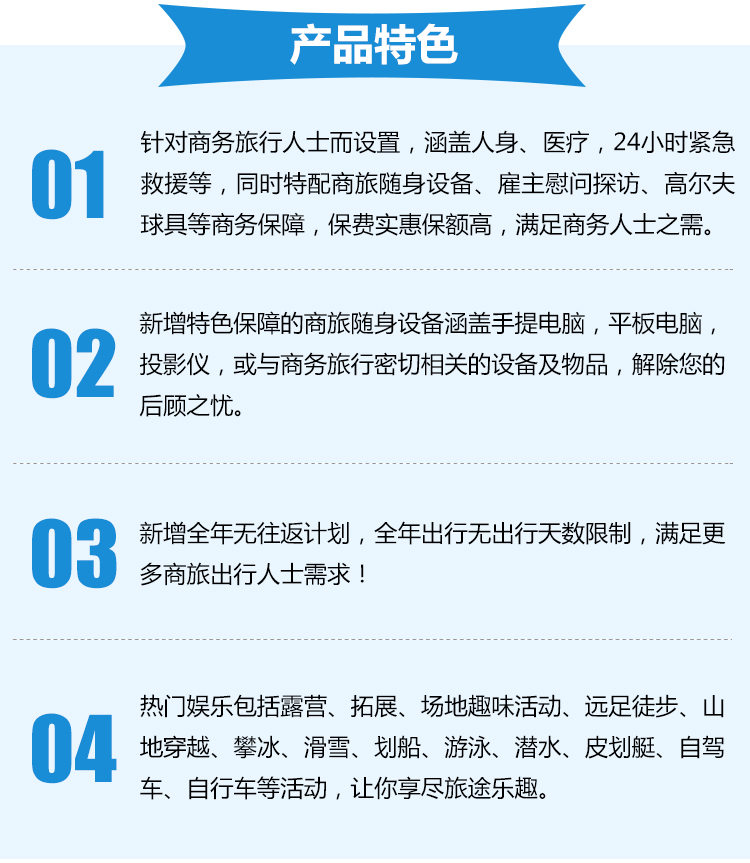 产品特色
01
针对商务旅行人士而设置，涵盖人身、医疗，24小时紧急
救援等，同时特配商旅随身设备、雇主慰问探访、高尔夫
球具等商务保障，保费实惠保额高，满足商务人士之需。
02
新增特色保障的商旅随身设备涵盖手提电脑，平板电脑，
投影仪，或与商务旅行密切相关的设备及物品，解除您的
后顾之忧。
03
新增全年无往返计划，全年出行无出行天数限制，满足更
多商旅出行人士需求！
04
热门娱乐包括露营、拓展、场地趣味活动、远足徒步、山
地穿越、攀冰、滑雪、划船、游泳、潜水、皮划艇、自驾
车、自行车等活动，让你享尽旅途乐趣。